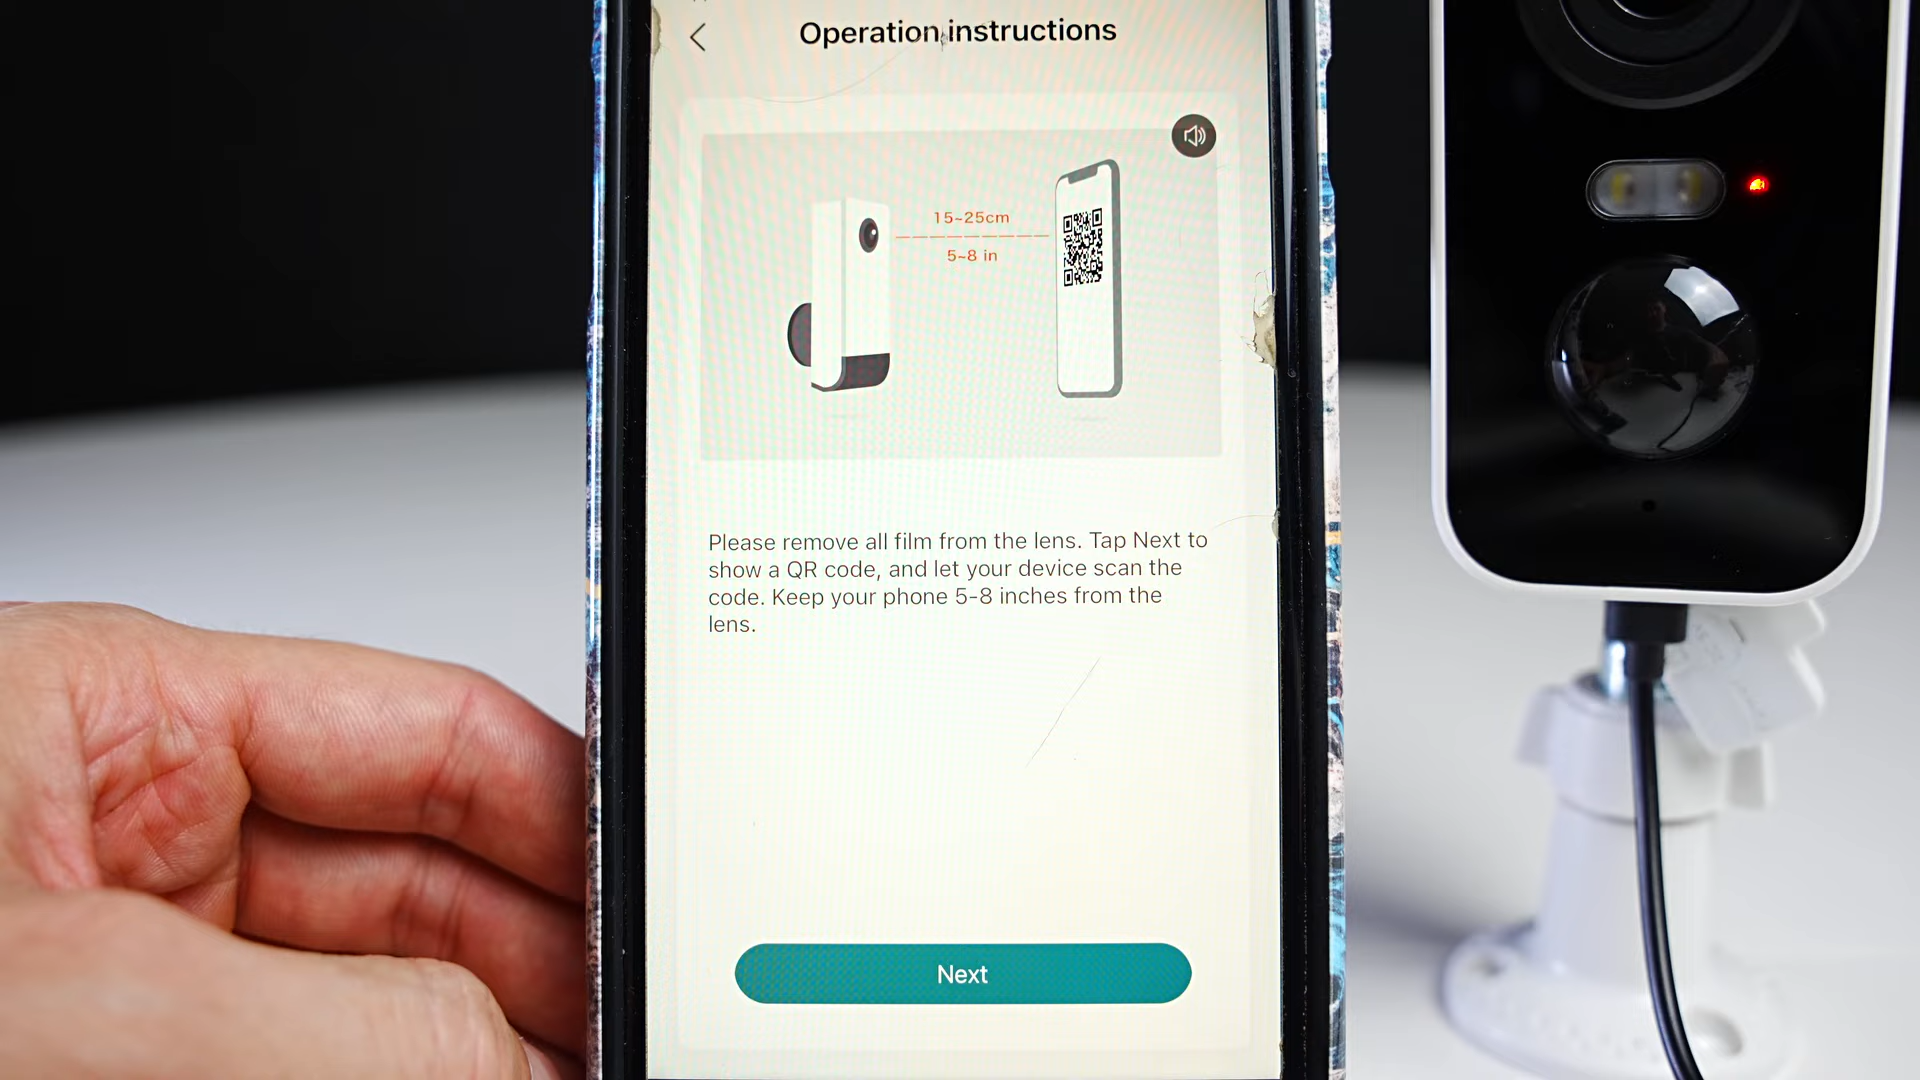 Operation instructions
15~25cm
5~8 in
Please remove all film from the lens. Tap Next to
show a QR code, and let your device scan the
code. Keep your phone 5-8 inches from the
lens.
Next